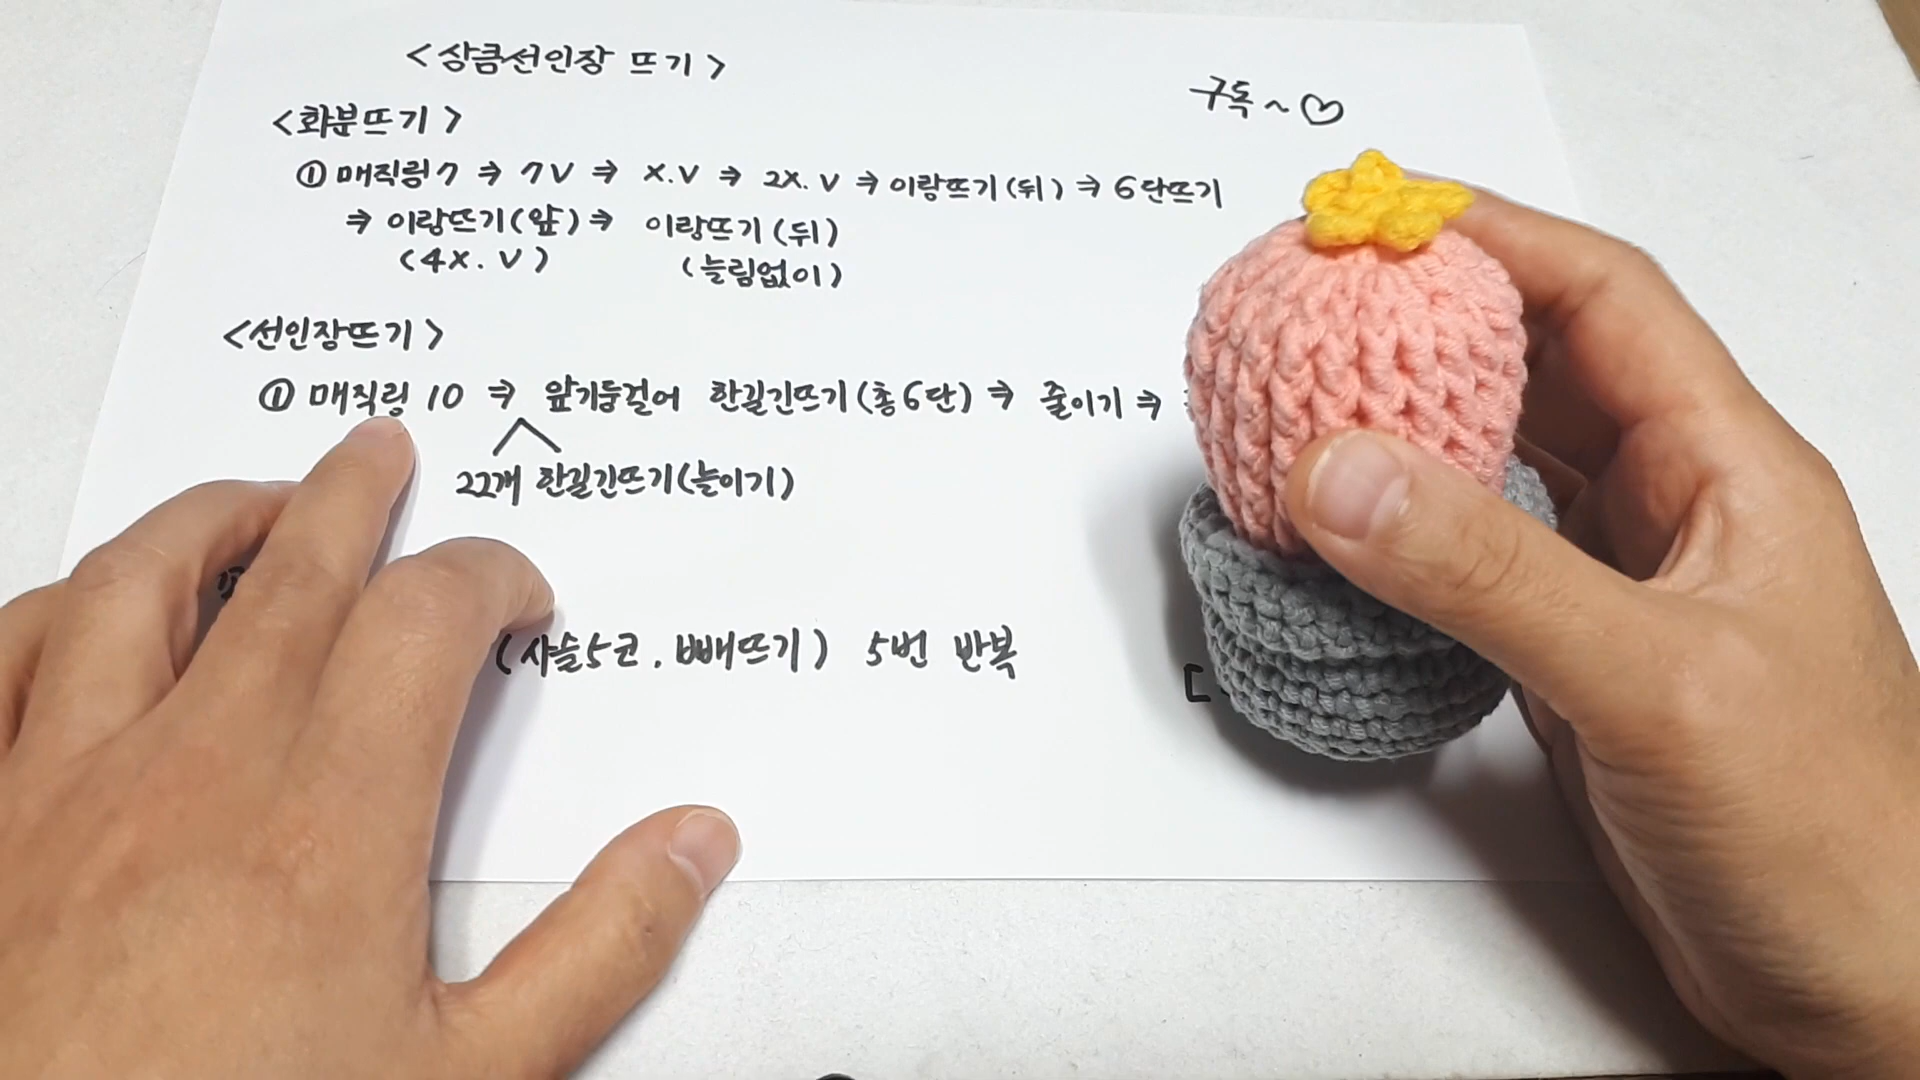 <상큼선인장 뜨기>
구독~♡
<화분뜨기>
① 매직링7 ⇒ 7V ⇒ X.V ⇒ 2X.V ⇒ 이랑뜨기(뒤) ⇒ 6단뜨기
⇒ 이랑뜨기(앞) ⇒ 이랑뜨기(뒤)
(4X.V) (늘림없이)
<선인장뜨기>
① 매직링 10 ⇒ 앞기둥걸어 한길긴뜨기(총6단) ⇒ 줄이기 ⇒
22개 한길긴뜨기(늘이기)
(사슬5코, 빼뜨기) 5번 반복